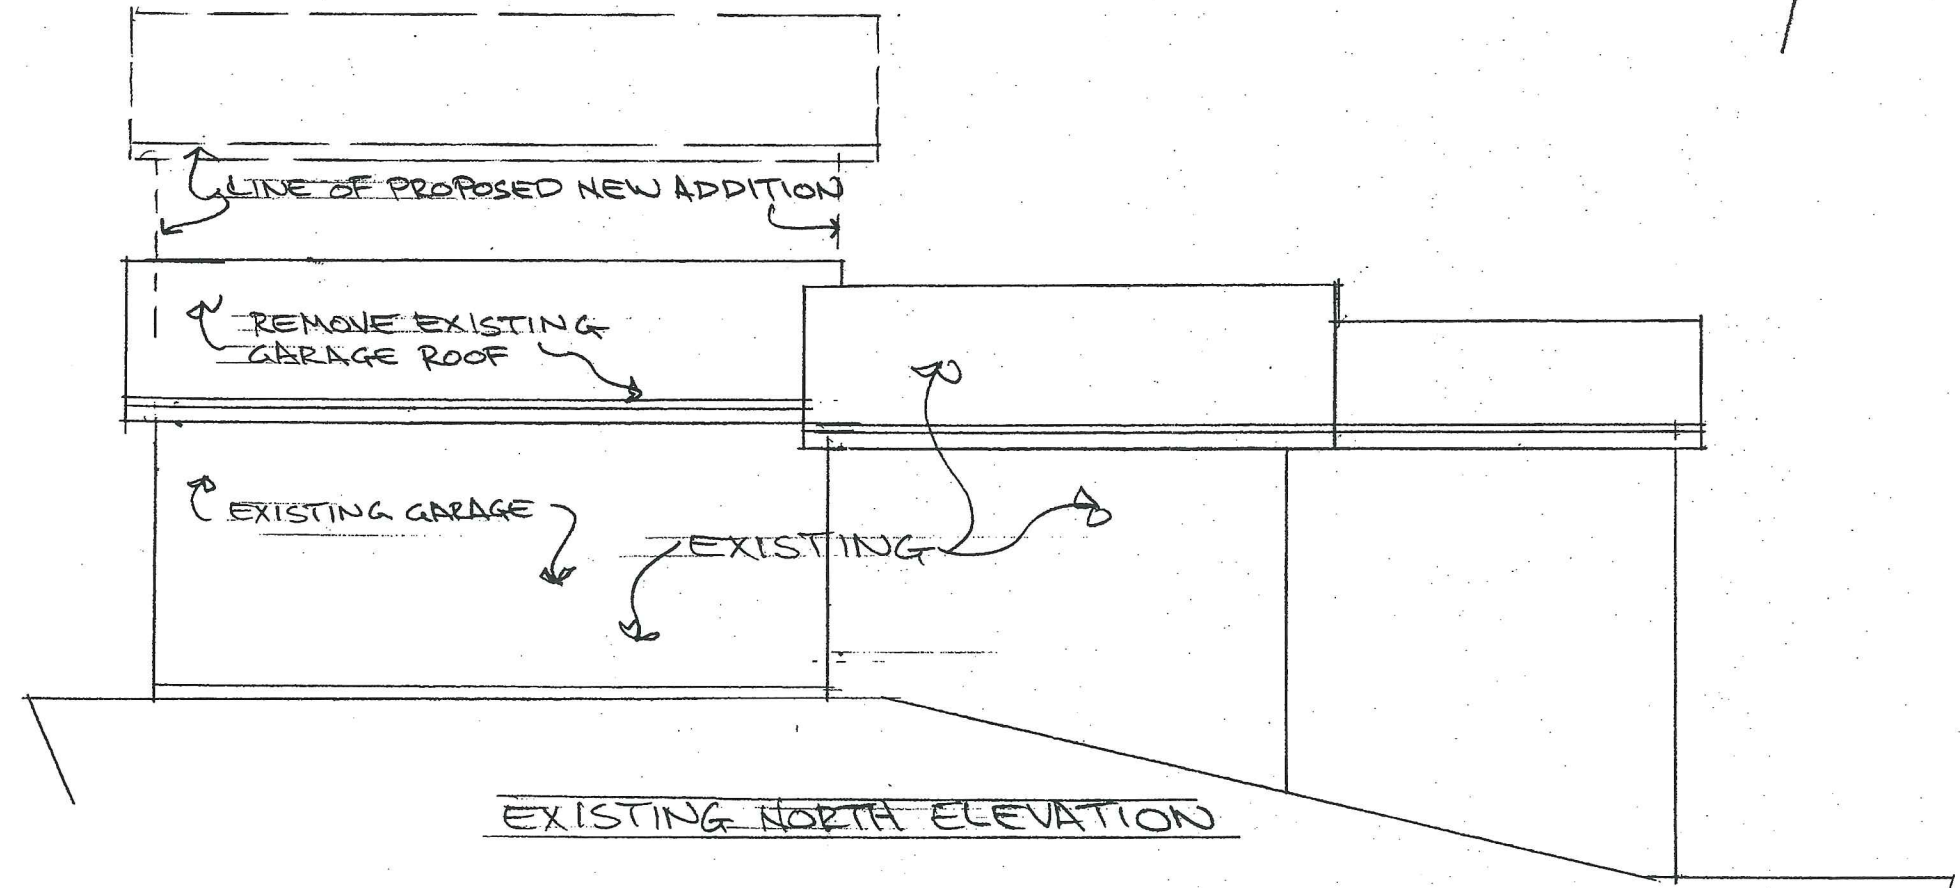 LINE OF PROPOSED NEW ADDITION
REMOVE EXISTING
GARAGE ROOF
EXISTING GARAGE
EXISTING
EXISTING NORTH ELEVATION